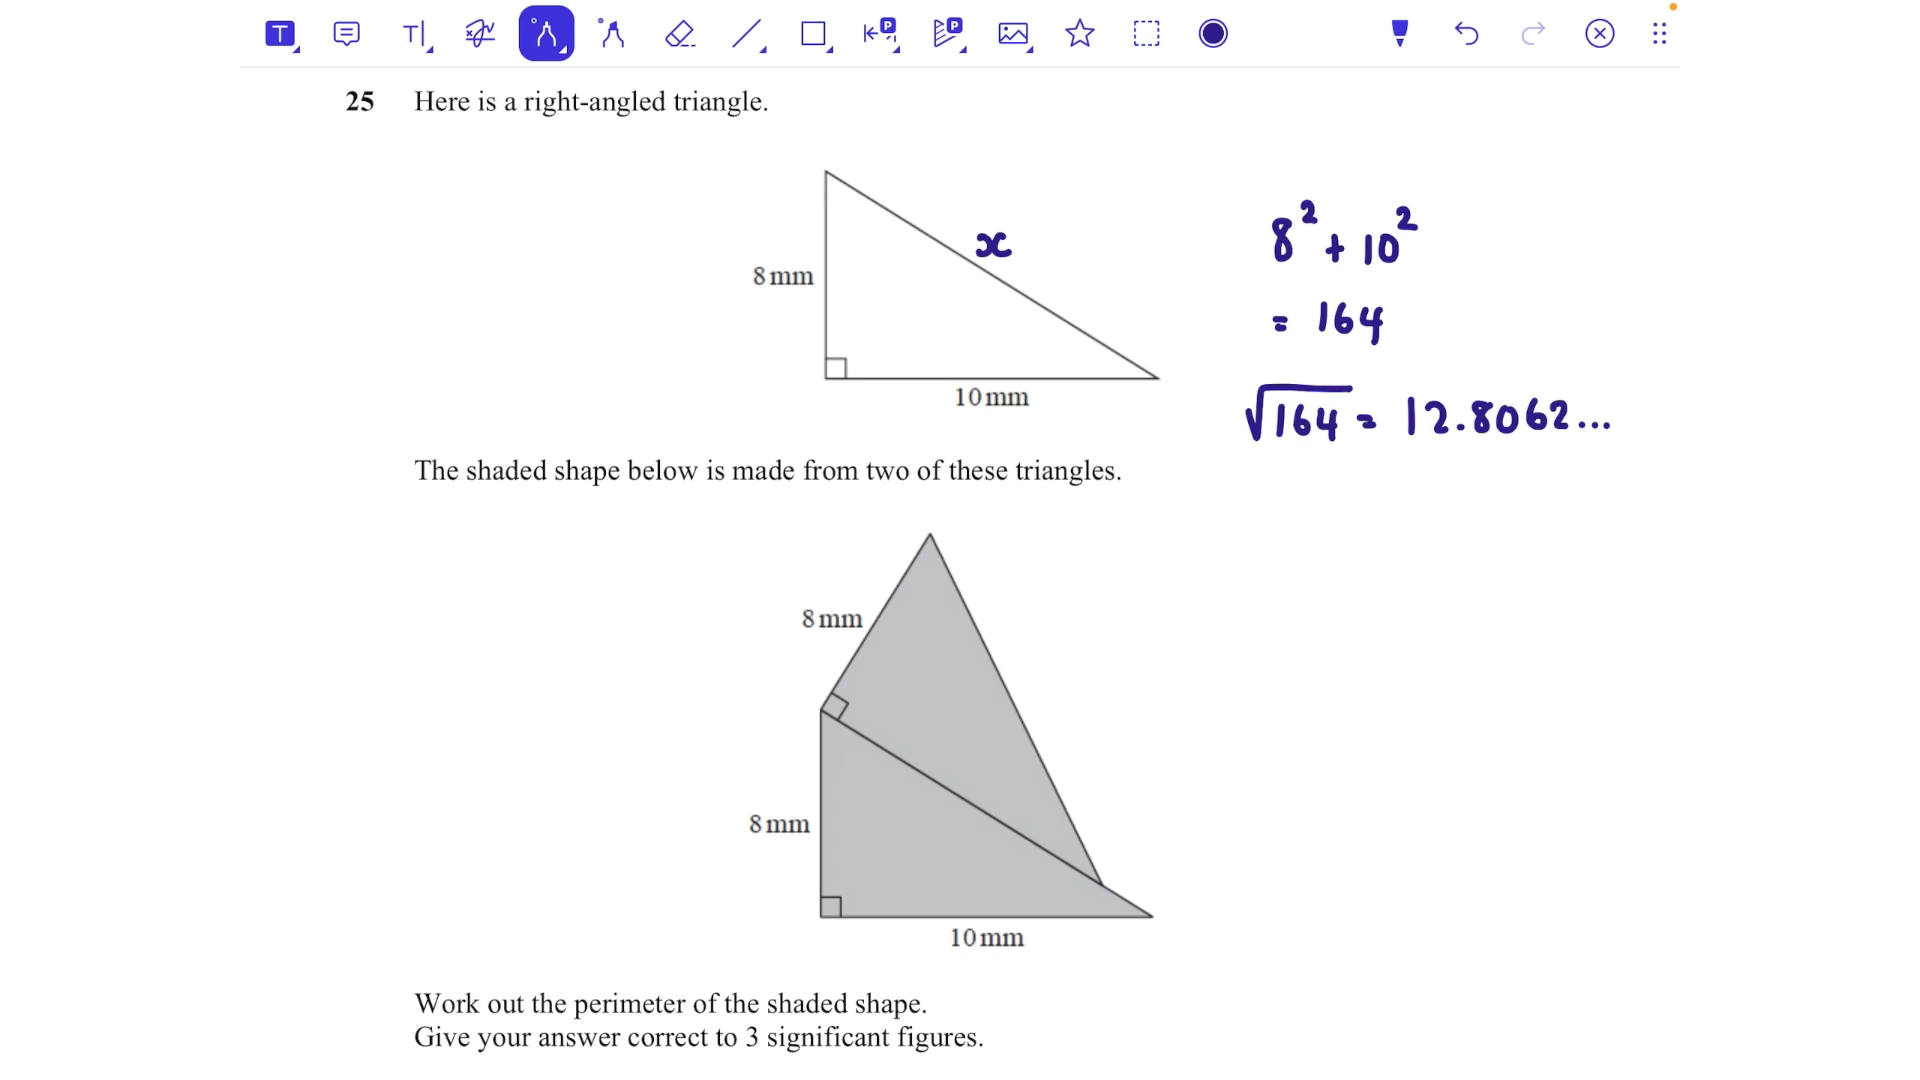 25 Here is a right-angled triangle.
x
8 mm
10 mm
8² + 10²
= 164
√164 = 12.8062...
The shaded shape below is made from two of these triangles.
8 mm
8 mm
10 mm
Work out the perimeter of the shaded shape.
Give your answer correct to 3 significant figures.